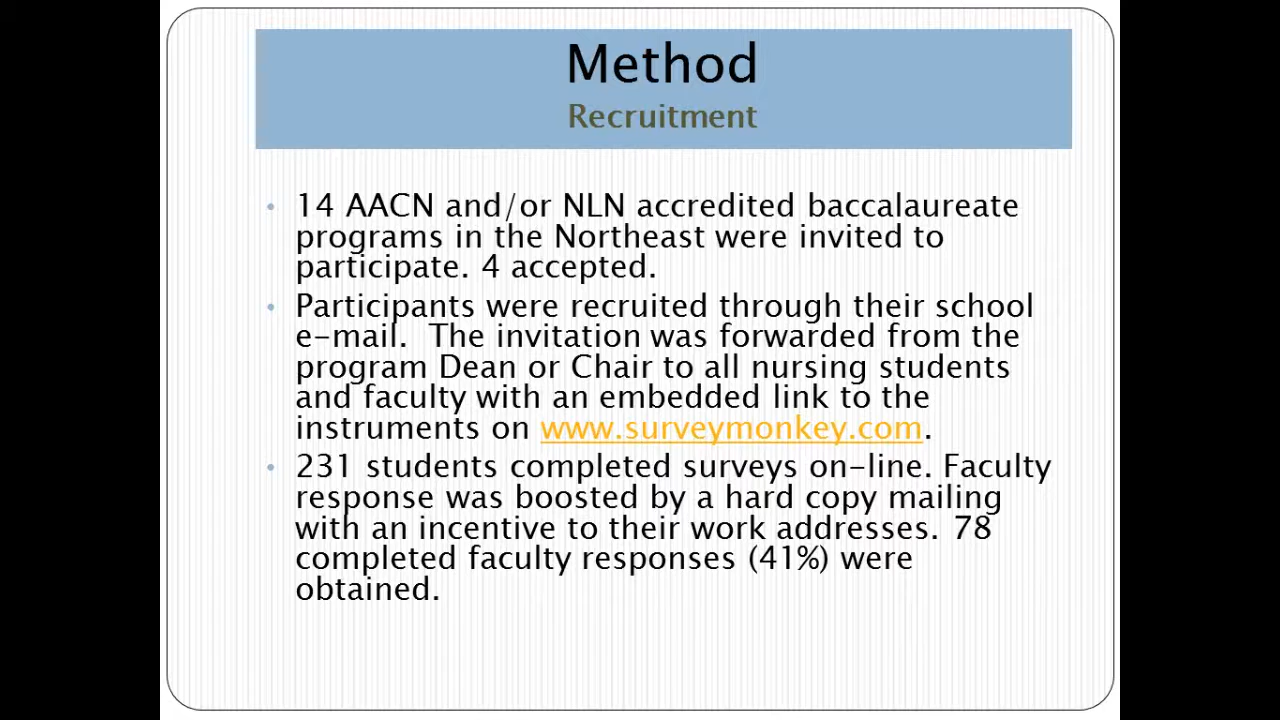 Method
Recruitment
• 14 AACN and/or NLN accredited baccalaureate
programs in the Northeast were invited to
participate. 4 accepted.
• Participants were recruited through their school
e-mail.  The invitation was forwarded from the
program Dean or Chair to all nursing students
and faculty with an embedded link to the
instruments on www.surveymonkey.com.
• 231 students completed surveys on-line. Faculty
response was boosted by a hard copy mailing
with an incentive to their work addresses.  78
completed faculty responses (41%) were
obtained.